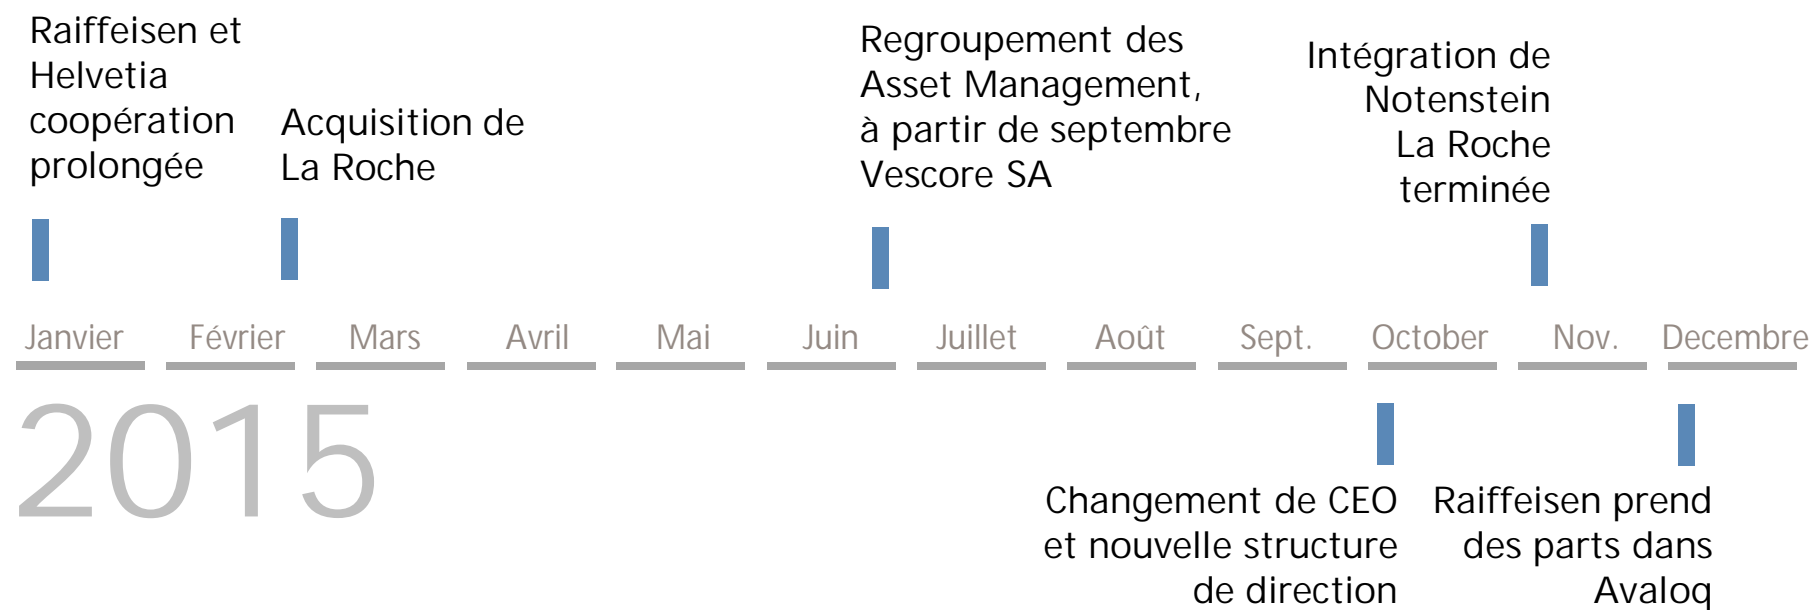 Raiffeisen et
Helvetia
coopération
prolongée
Acquisition de
La Roche
Regroupement des
Asset Management,
à partir de septembre
Vescore SA
Intégration de
Notenstein
La Roche
terminée
Janvier Février Mars Avril Mai Juin Juillet Août Sept. October Nov. Decembre
2015
Changement de CEO
et nouvelle structure
de direction
Raiffeisen prend
des parts dans
Avaloq